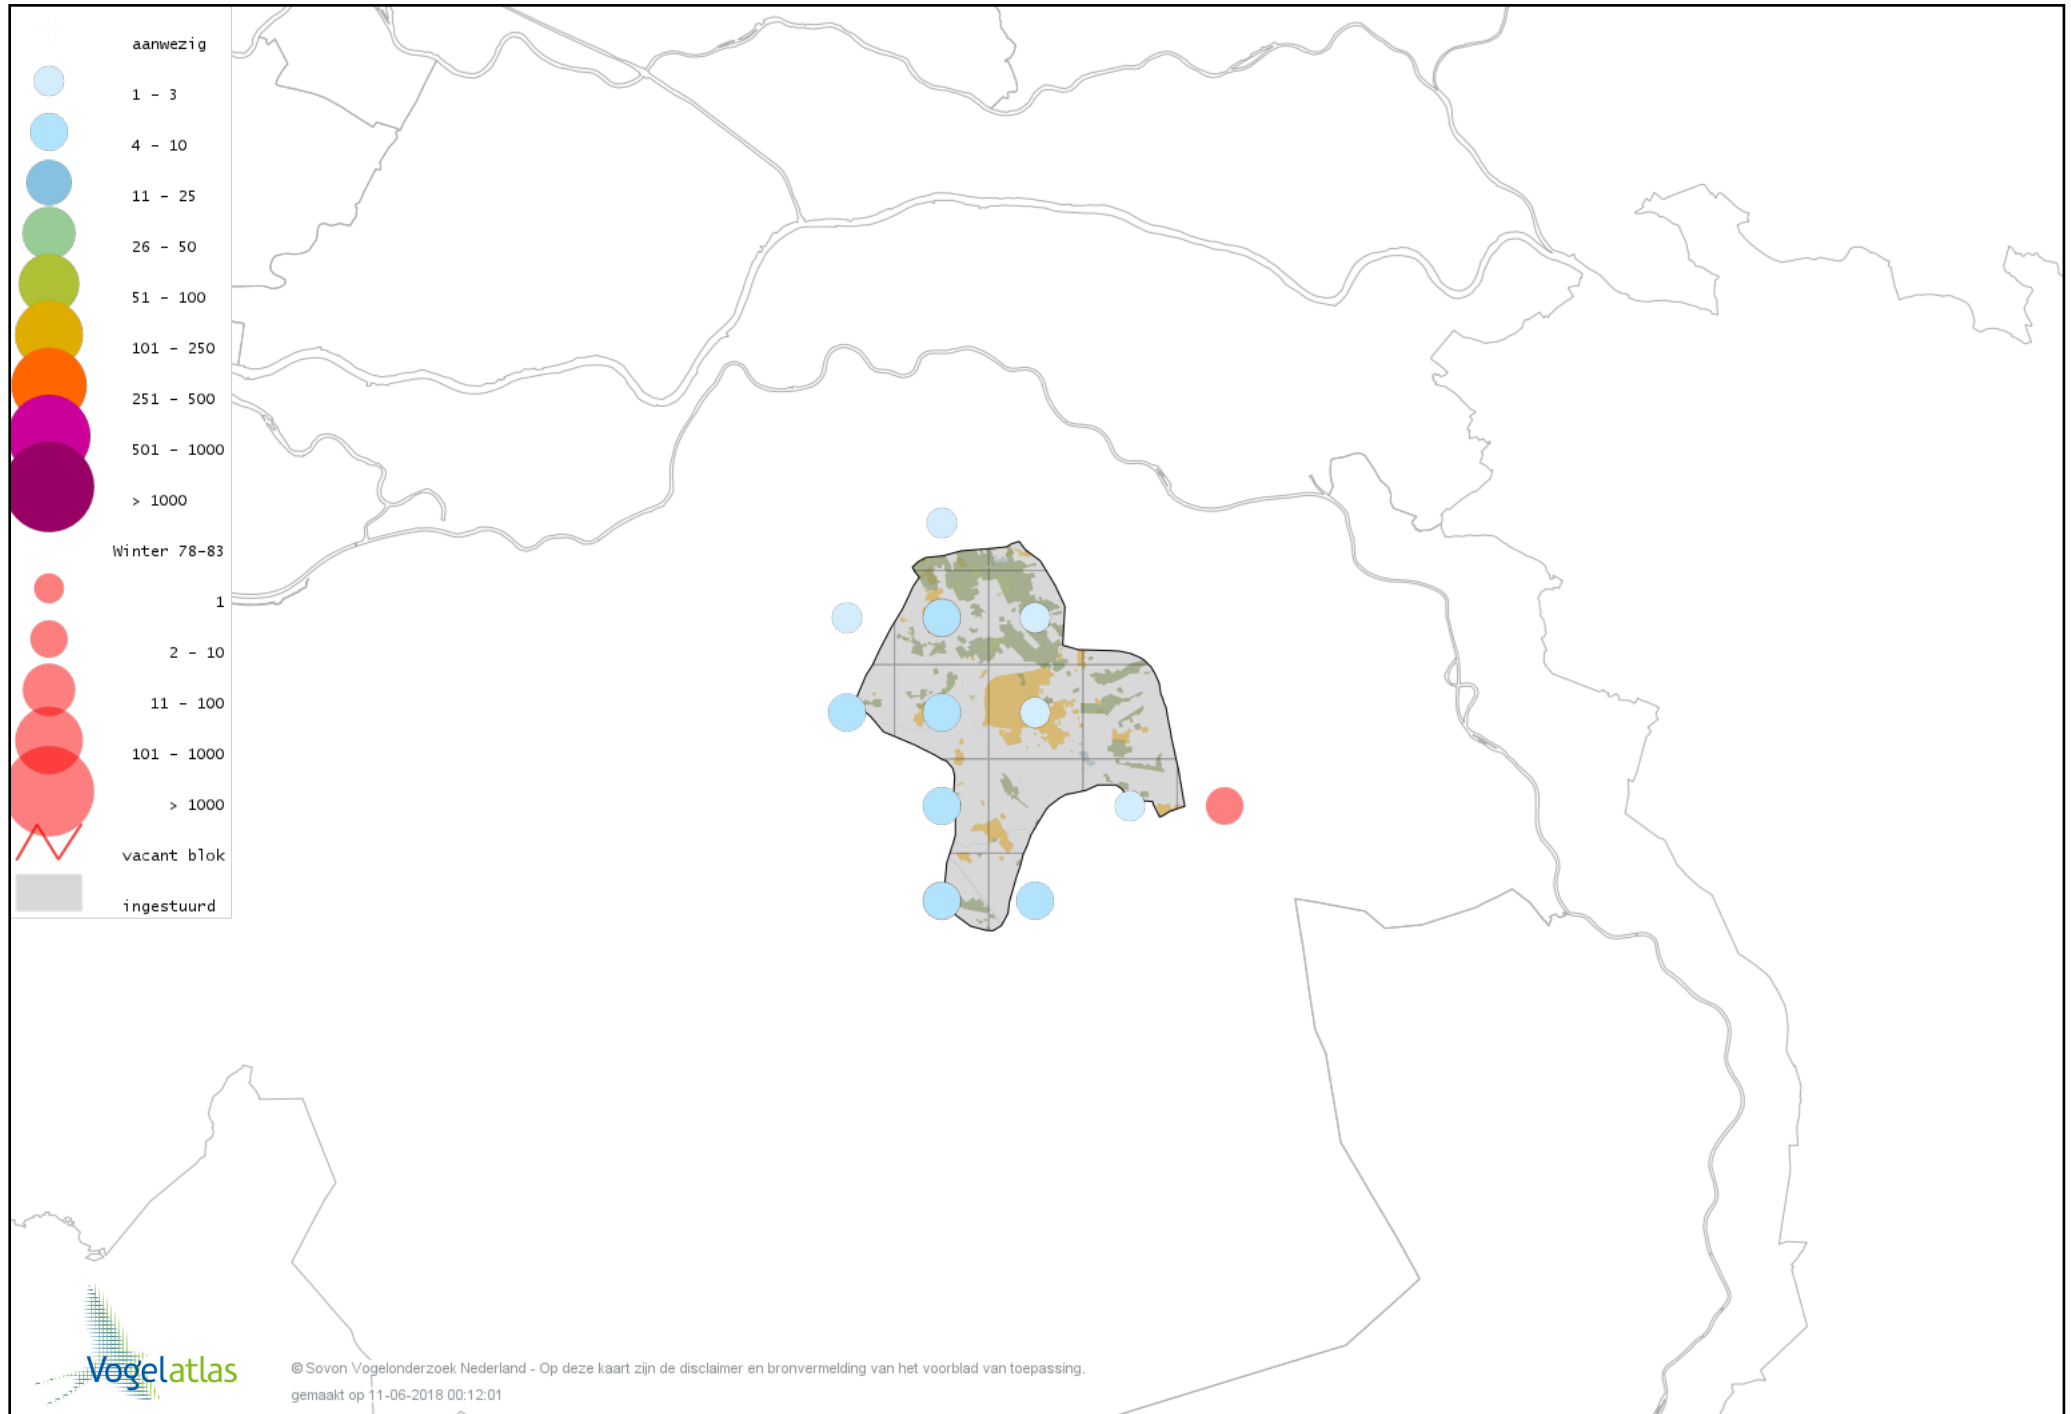 aanwezig
1 - 3
4 - 10
11 - 25
26 - 50
51 - 100
101 - 250
251 - 500
501 - 1000
> 1000
Winter 78-83
1
2 - 10
11 - 100
101 - 1000
> 1000
vacant blok
ingestuurd
Vogelatlas
© Sovon Vogelonderzoek Nederland - Op deze kaart zijn de disclaimer en bronvermelding van het voorblad van toepassing.
gemaakt op 11-06-2018 00:12:01